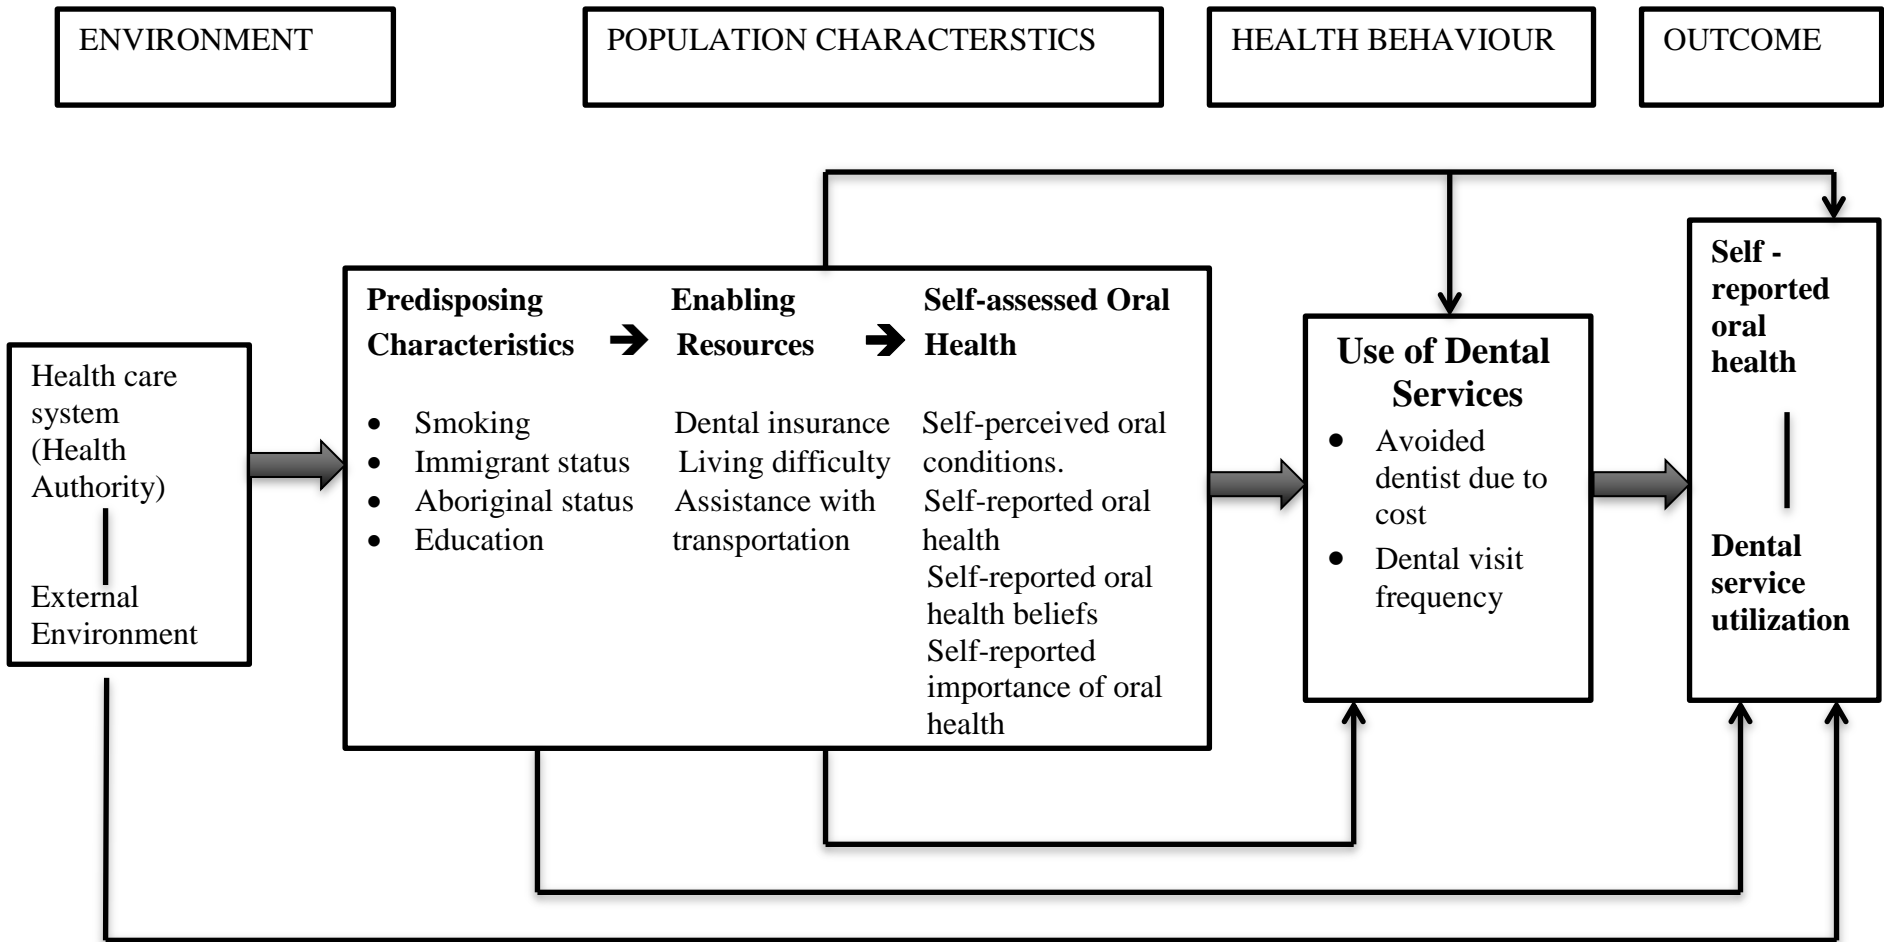 ENVIRONMENT
POPULATION CHARACTERSTICS
HEALTH BEHAVIOUR
OUTCOME
Health care
system
(Health
Authority)
External
Environment
Predisposing
Characteristics
• Smoking
• Immigrant status
• Aboriginal status
• Education
Enabling
Resources
Dental insurance
Living difficulty
Assistance with
transportation
Self-assessed Oral
Health
Self-perceived oral
conditions.
Self-reported oral
health
Self-reported oral
health beliefs
Self-reported
importance of oral
health
Use of Dental
Services
• Avoided
dentist due to
cost
• Dental visit
frequency
Self -
reported
oral
health
Dental
service
utilization